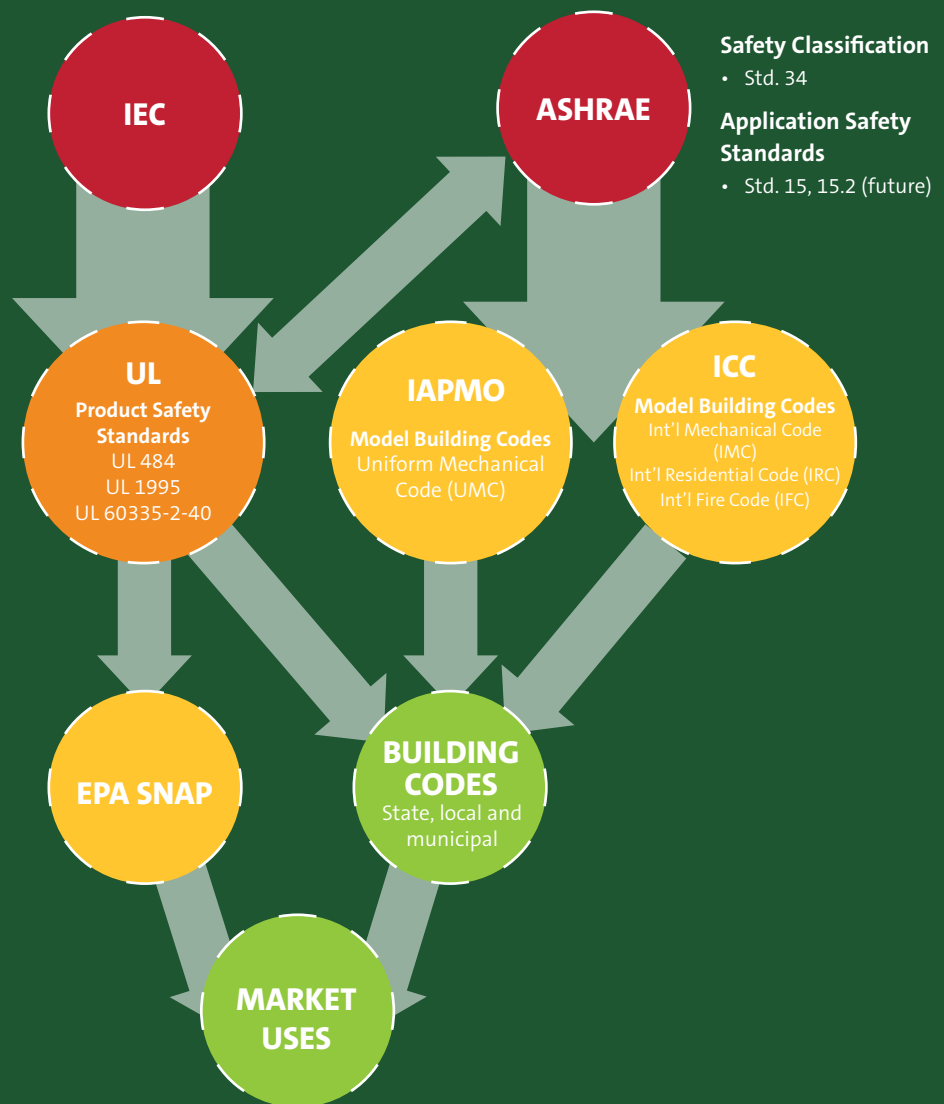 IEC
ASHRAE
Safety Classification
• Std. 34
Application Safety
Standards
• Std. 15, 15.2 (future)
UL
Product Safety
Standards
UL 484
UL 1995
UL 60335-2-40
IAPMO
Model Building Codes
Uniform Mechanical
Code (UMC)
ICC
Model Building Codes
Int'l Mechanical Code
(IMC)
Int'l Residential Code (IRC)
Int'l Fire Code (IFC)
EPA SNAP
BUILDING
CODES
State, local and
municipal
MARKET
USES